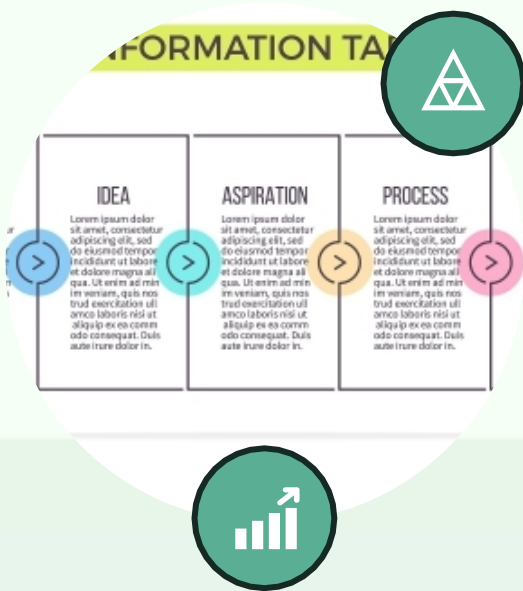 NFORMATION TA
IDEA
Lorem ipsum dolor
sit amet, consectetur
adipiscing elit, sed
do eiusmod tempo
incididunt ut labore
et dolore magna ali
qua. Ut enim ad min
im veniam, quis nos
trud exercitation ull
amco laboris nisi ut
aliquip ex ea comm
odo consequat. Duis
aute irure dolor in.
ASPIRATION
Lorem ipsum dolor
sit amet, consectetur
adipiscing elit, sed
do eiusmod tempo
incididunt ut labore
et dolore magna ali
qua. Ut enim ad min
im veniam, quis nos
trud exercitation ull
amco laboris nisi ut
aliquip ex ea comm
odo consequat. Duis
aute irure dolor in.
PROCESS
Lorem ipsum dolor
sit amet, consectetur
adipiscing elit, sed
do eiusmod tempo
incididunt ut labore
et dolore magna ali
qua. Ut enim ad min
im veniam, quis nos
trud exercitation ull
amco laboris nisi ut
aliquip ex ea comm
odo consequat. Duis
aute irure dolor in.